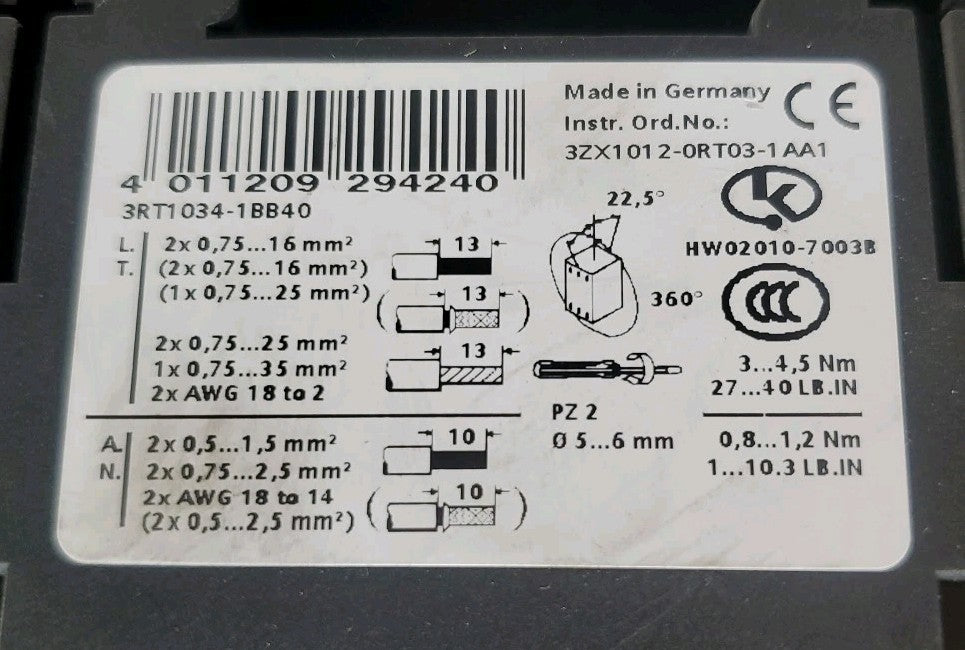 4 011209 294240
3RT1034-1BB40
Made in Germany CE
Instr. Ord.No.:
3ZX1012-0RT03-1AA1
22,5°
360°
HW02010-7003B
CCC
L. 2x 0,75...16 mm²
T. (2x 0,75...16 mm²)
(1x 0,75...25 mm²)
2x 0,75...25 mm²
1x 0,75...35 mm²
2x AWG 18 to 2
13
13
13
3...4,5 Nm
27...40 LB.IN
PZ 2
Ø 5...6 mm
0,8...1,2 Nm
1...10.3 LB.IN
A. 2x 0,5...1,5 mm²
N. 2x 0,75...2,5 mm²
2x AWG 18 to 14
(2x 0,5...2,5 mm²)
10
10